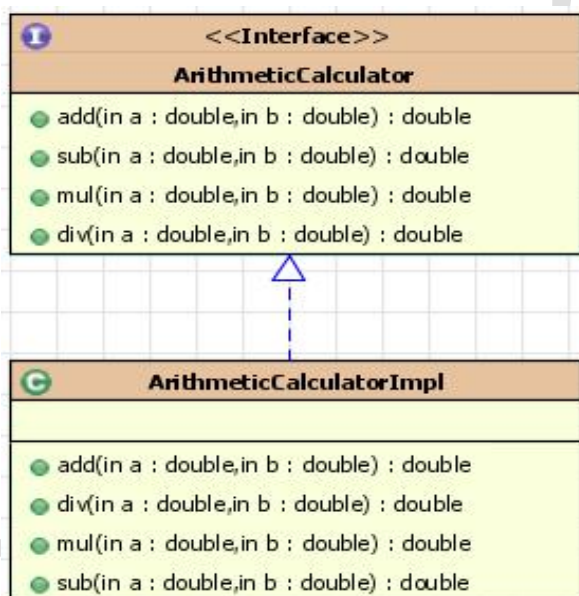 I <<Interface>>
ArithmeticCalculator
add(in a : double,in b : double) : double
sub(in a : double,in b : double) : double
mul(in a : double,in b : double) : double
div(in a : double,in b : double) : double
C ArithmeticCalculatorImpl
add(in a : double,in b : double) : double
div(in a : double,in b : double) : double
mul(in a : double,in b : double) : double
sub(in a : double,in b : double) : double